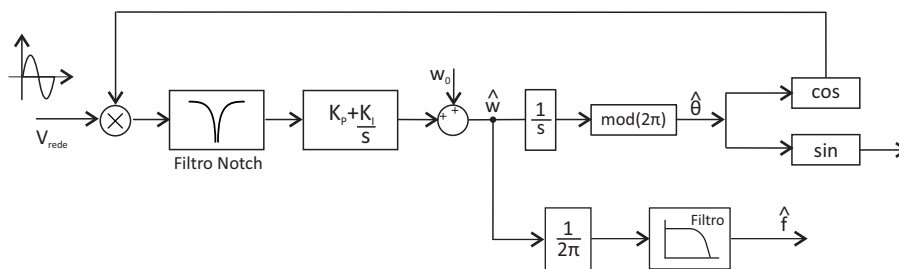 V_rede
×
Filtro Notch
K_P+K_I
s
w_0
+ +
ŵ
1
s
mod(2π)
θ̂
cos
sin
1
2π
Filtro
f̂